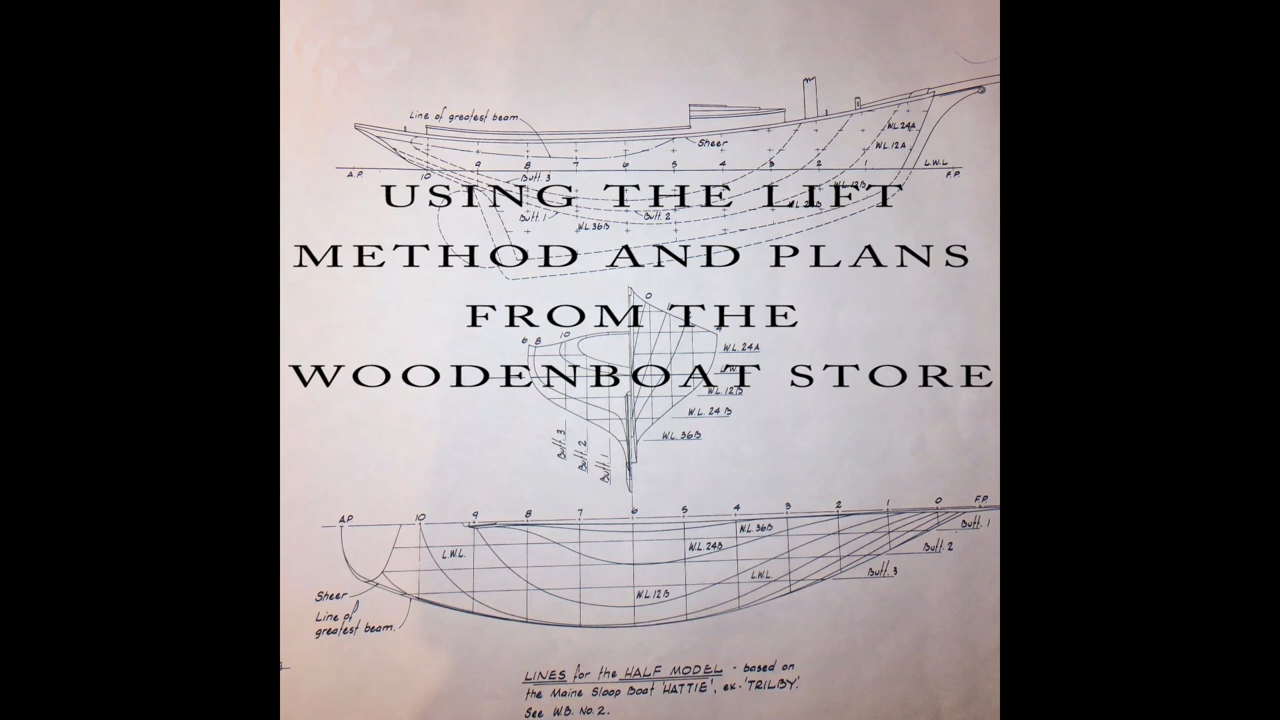 Line of greatest beam
Sheer
W.L. 24A
W.L. 12A
A.P. 10 9 8 7 6 5 4 3 2 1 L.W.L
F.P.
Butt. 3
W.L. 12B
USING THE LIFT
Butt. 1
Butt. 2
W.L. 36B
METHOD AND PLANS
0
FROM THE
6 8 10
W.L. 24A
WOODENBOAT STORE
W.L. 12B
W.L. 24B
W.L. 36B
Butt. 3
Butt. 2
Butt. 1
A.P. 10 9 8 7 6 5 4 3 2 1 0 F.P.
Butt. 1
W.L. 36B
W.L. 24B
Butt. 2
L.W.L.
Butt. 3
L.W.L.
W.L. 12B
Sheer
Line of
greatest beam.
LINES for the HALF MODEL - based on
the Maine Sloop Boat 'HATTIE', ex-'TRILBY'.
See W.B. No. 2.